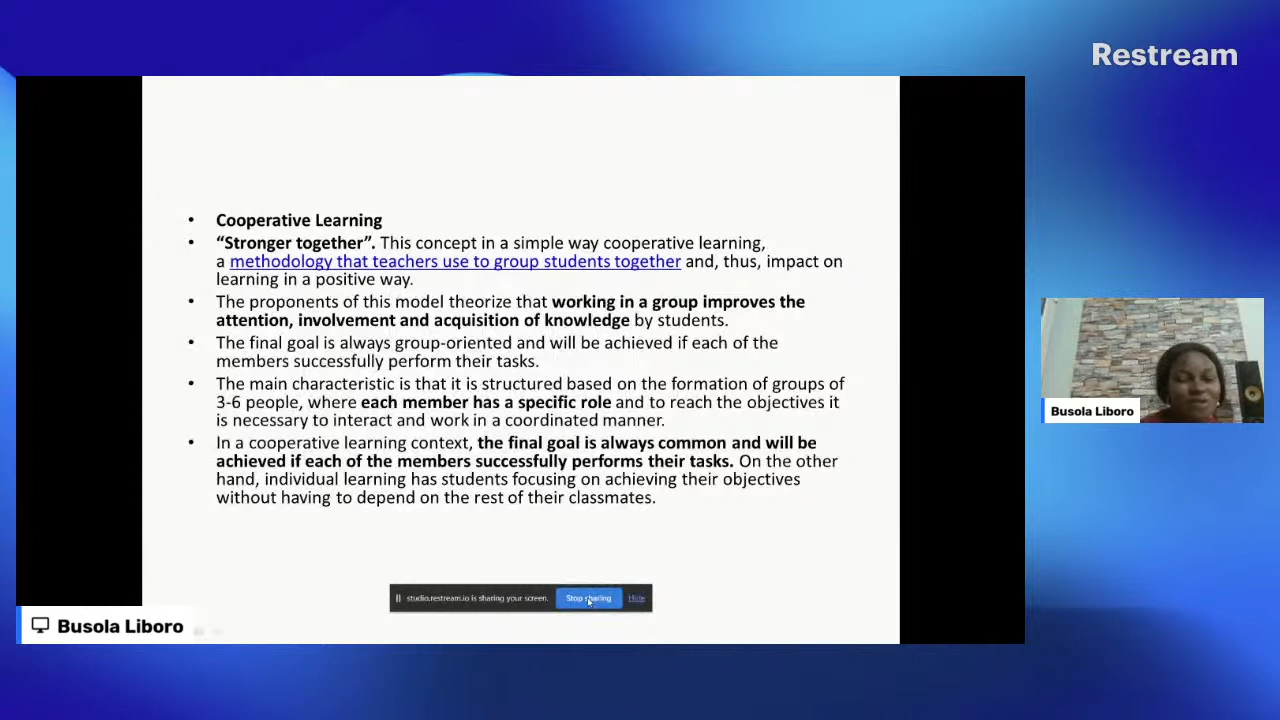 Restream
• Cooperative Learning
• “Stronger together”. This concept in a simple way cooperative learning,
a methodology that teachers use to group students together and, thus, impact on
learning in a positive way.
• The proponents of this model theorize that working in a group improves the
attention, involvement and acquisition of knowledge by students.
• The final goal is always group-oriented and will be achieved if each of the
members successfully perform their tasks.
• The main characteristic is that it is structured based on the formation of groups of
3-6 people, where each member has a specific role and to reach the objectives it
is necessary to interact and work in a coordinated manner.
• In a cooperative learning context, the final goal is always common and will be
achieved if each of the members successfully performs their tasks. On the other
hand, individual learning has students focusing on achieving their objectives
without having to depend on the rest of their classmates.
Busola Liboro
studio.restream.io is sharing your screen. Stop sharing Hide
Busola Liboro